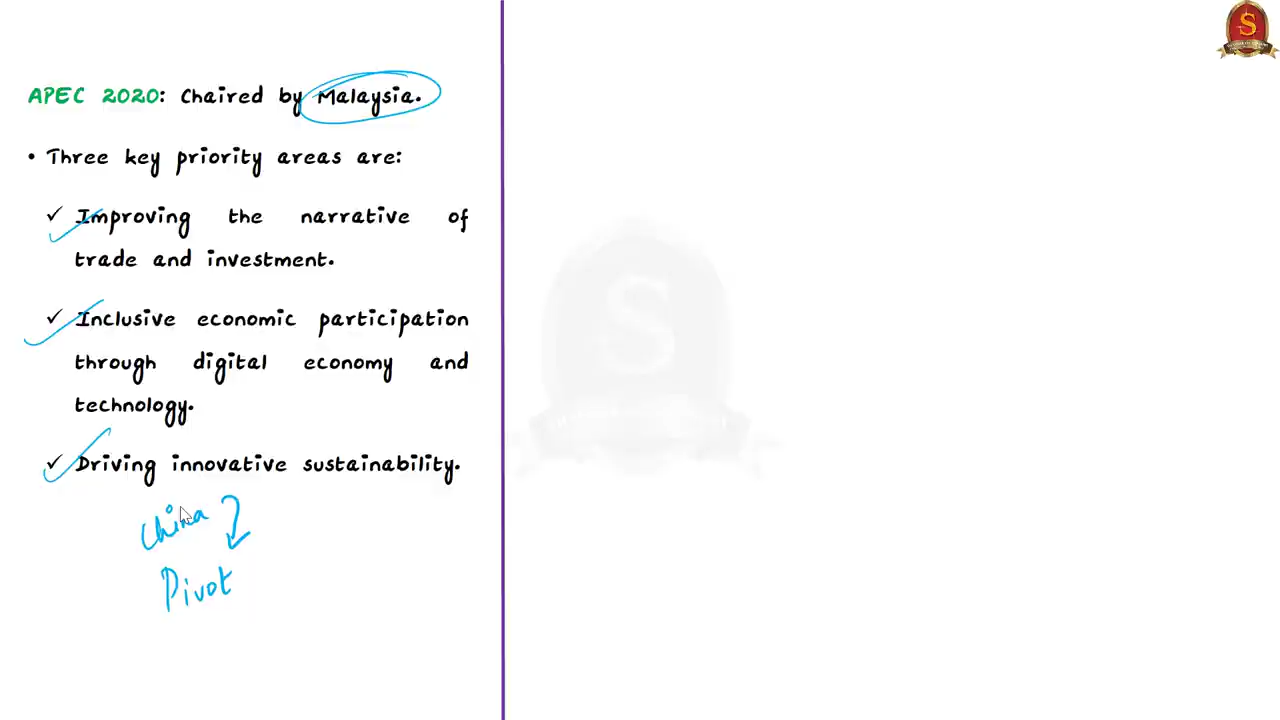 APEC 2020: Chaired by Malaysia.
• Three key priority areas are:
✓ Improving the narrative of
trade and investment.
✓ Inclusive economic participation
through digital economy and
technology.
✓ Driving innovative sustainability.
China
Pivot
S
S